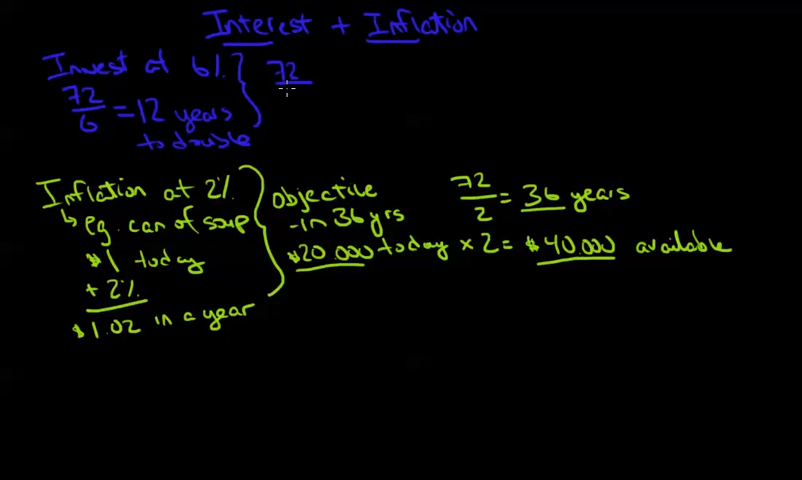 Interest + Inflation
Invest at 6%
72/6 = 12 years
to double
72
Inflation at 2%
↳ eg. can of soup
$1 today
+ 2%
$1.02 in a year
objective
- in 36 yrs
$20.000 today × 2 = $40.000 available
72/2 = 36 years